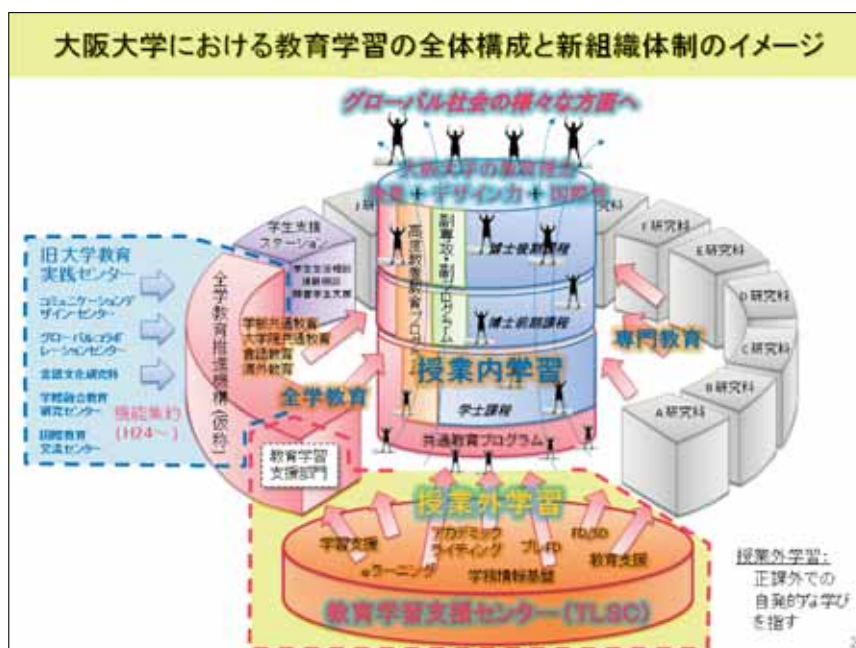 大阪大学における教育学習の全体構成と新組織体制のイメージ
グローバル社会の様々な方面へ
大阪大学の教育理念
教養+デザイン力+国際性
旧大学教育
実践センター
コミュニケーションデ
ザイン・センター
グローバルコラボ
レーションセンター
言語文化研究科
学際融合教育
研究センター
国際教育
交流センター
機能集約
(H24~)
全学教育推進機構(仮称)
学生支援
ステーション
学生生活相談
進路相談
障害学生支援
学部共通教育
大学院共通教育
言語教育
海外教育
全学教育
教育学習
支援部門
高度教養教育プログラム
副専攻・副プログラム
博士後期課程
博士前期課程
授業内学習
学士課程
共通教育プログラム
専門教育
F研究科
E研究科
D研究科
C研究科
B研究科
A研究科
授業外学習
学習支援
eラーニング
アカデミック
ライティング
学務情報基盤
プレFD
FD/SD
教育支援
教育学習支援センター(TLSC)
授業外学習:
正課外での
自発的な学び
を指す
2